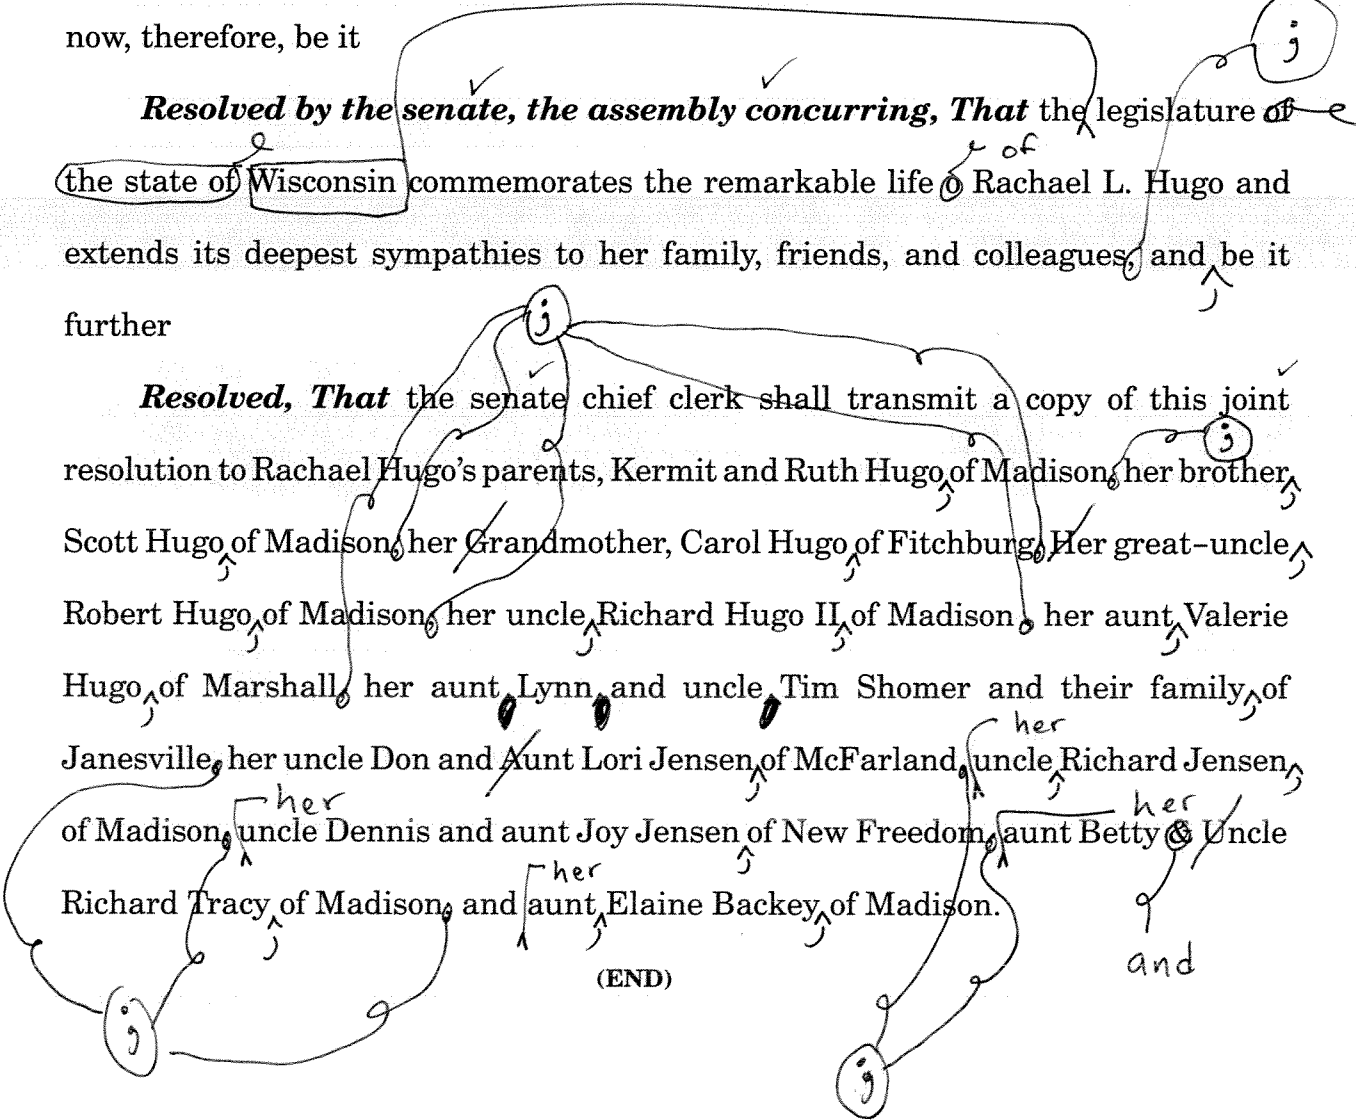 now, therefore, be it
;
Resolved by the senate, the assembly concurring, That the legislature of
of
the state of Wisconsin commemorates the remarkable life o Rachael L. Hugo and
extends its deepest sympathies to her family, friends, and colleagues, and, be it
further
;
Resolved, That the senate chief clerk shall transmit a copy of this joint
;
resolution to Rachael Hugo's parents, Kermit and Ruth Hugo, of Madison, her brother,
Scott Hugo, of Madison, her Grandmother, Carol Hugo, of Fitchburg. Her great-uncle,
Robert Hugo, of Madison, her uncle, Richard Hugo II, of Madison, her aunt, Valerie
Hugo, of Marshall, her aunt Lynn and uncle Tim Shomer and their family, of
her
Janesville, her uncle Don and Aunt Lori Jensen, of McFarland, uncle, Richard Jensen,
her her
of Madison, uncle Dennis and aunt Joy Jensen, of New Freedom, aunt Betty & Uncle
her
Richard Tracy, of Madison, and aunt, Elaine Backey, of Madison.
and
(END)
;
;